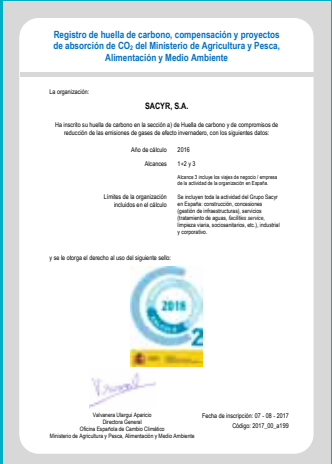 Registro de huella de carbono, compensación y proyectos
de absorción de CO₂ del Ministerio de Agricultura y Pesca,
Alimentación y Medio Ambiente
La organización:
SACYR, S.A.
Ha inscrito su huella de carbono en la sección a) de Huella de carbono y de compromisos de
reducción de las emisiones de gases de efecto invernadero, con los siguientes datos:
Año de cálculo 2016
Alcances 1+2 y 3
Alcance 3 incluye los viajes de negocio / empresa
de la actividad de la organización en España.
Límites de la organización
incluidos en el cálculo
Se incluyen toda la actividad del Grupo Sacyr
en España: construcción, concesiones
(gestión de infraestructuras), servicios
(tratamiento de aguas, facilities service,
limpieza viaria, sociosanitarios, etc.), industrial
y corporativo.
y se le otorga el derecho al uso del siguiente sello:
2016
2
Valvanera Ulargui Aparicio
Directora General
Oficina Española de Cambio Climático
Ministerio de Agricultura y Pesca, Alimentación y Medio Ambiente
Fecha de inscripción: 07 - 08 - 2017
Código: 2017_00_a199